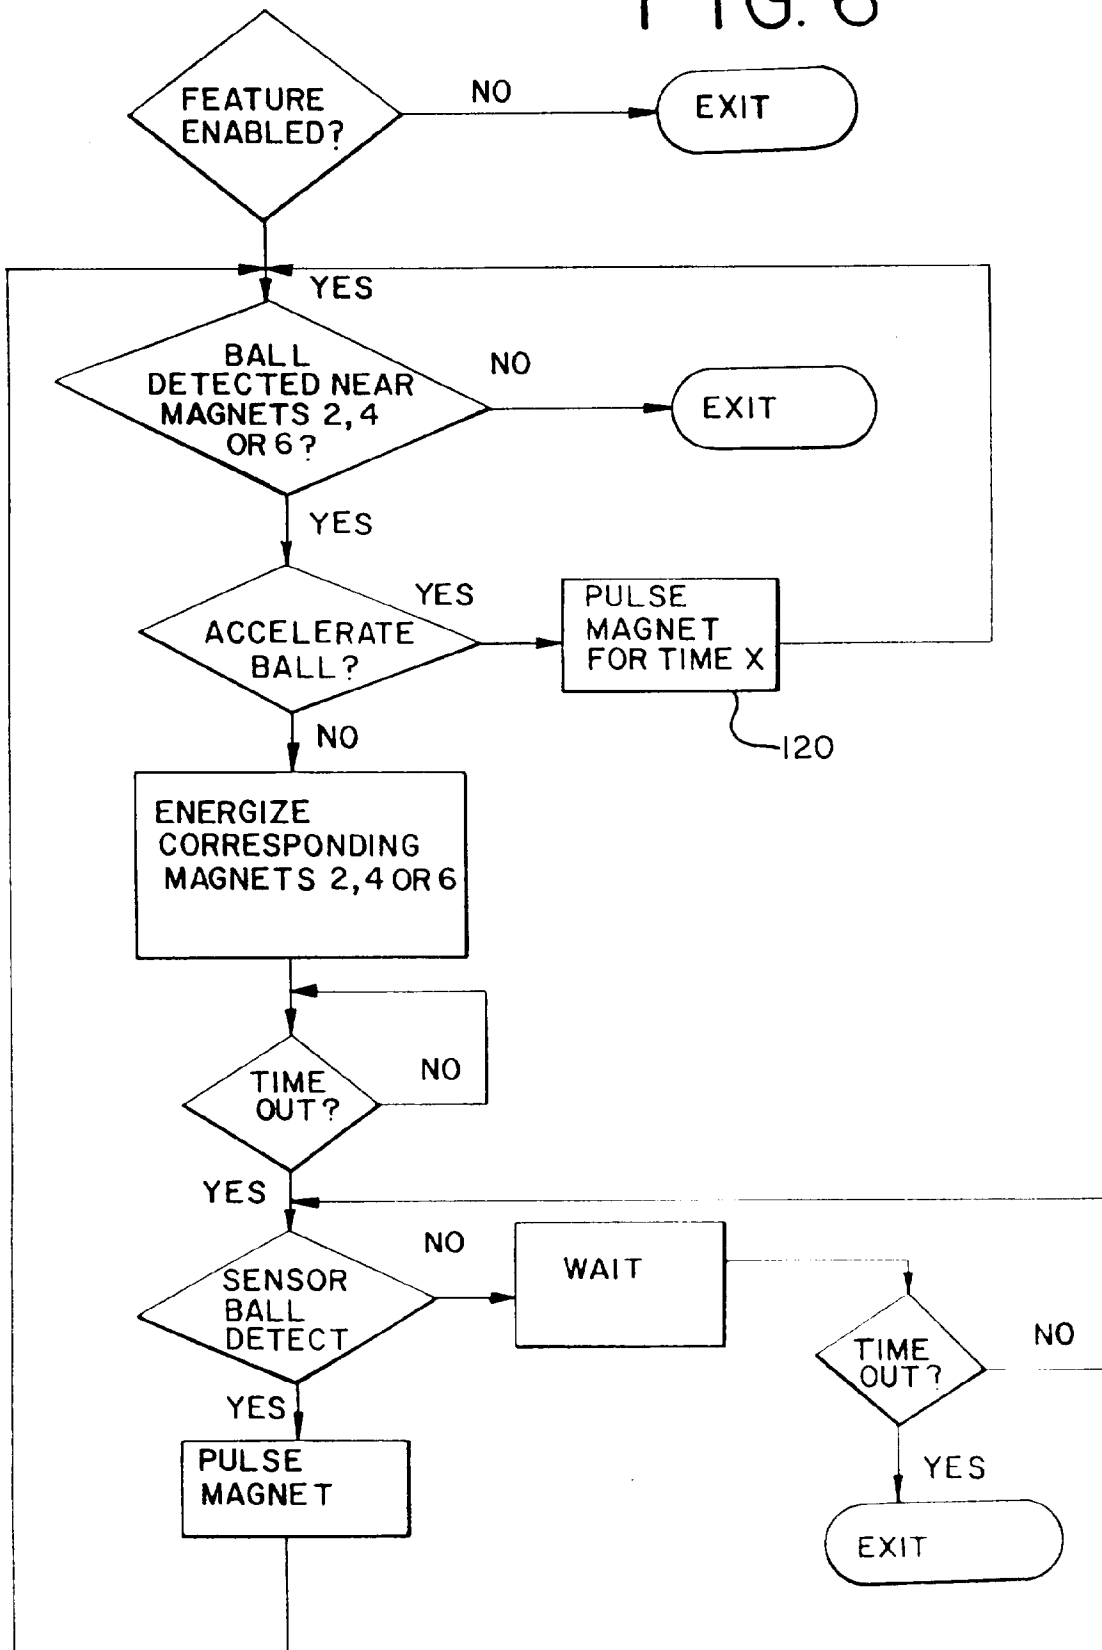 FIG. 6
FEATURE
ENABLED?
NO
EXIT
YES
BALL
DETECTED NEAR
MAGNETS 2,4
OR 6?
NO
EXIT
YES
ACCELERATE
BALL?
YES
PULSE
MAGNET
FOR TIME X
120
NO
ENERGIZE
CORRESPONDING
MAGNETS 2,4 OR 6
TIME
OUT?
NO
YES
SENSOR
BALL
DETECT
NO
WAIT
TIME
OUT?
NO
YES
EXIT
YES
PULSE
MAGNET